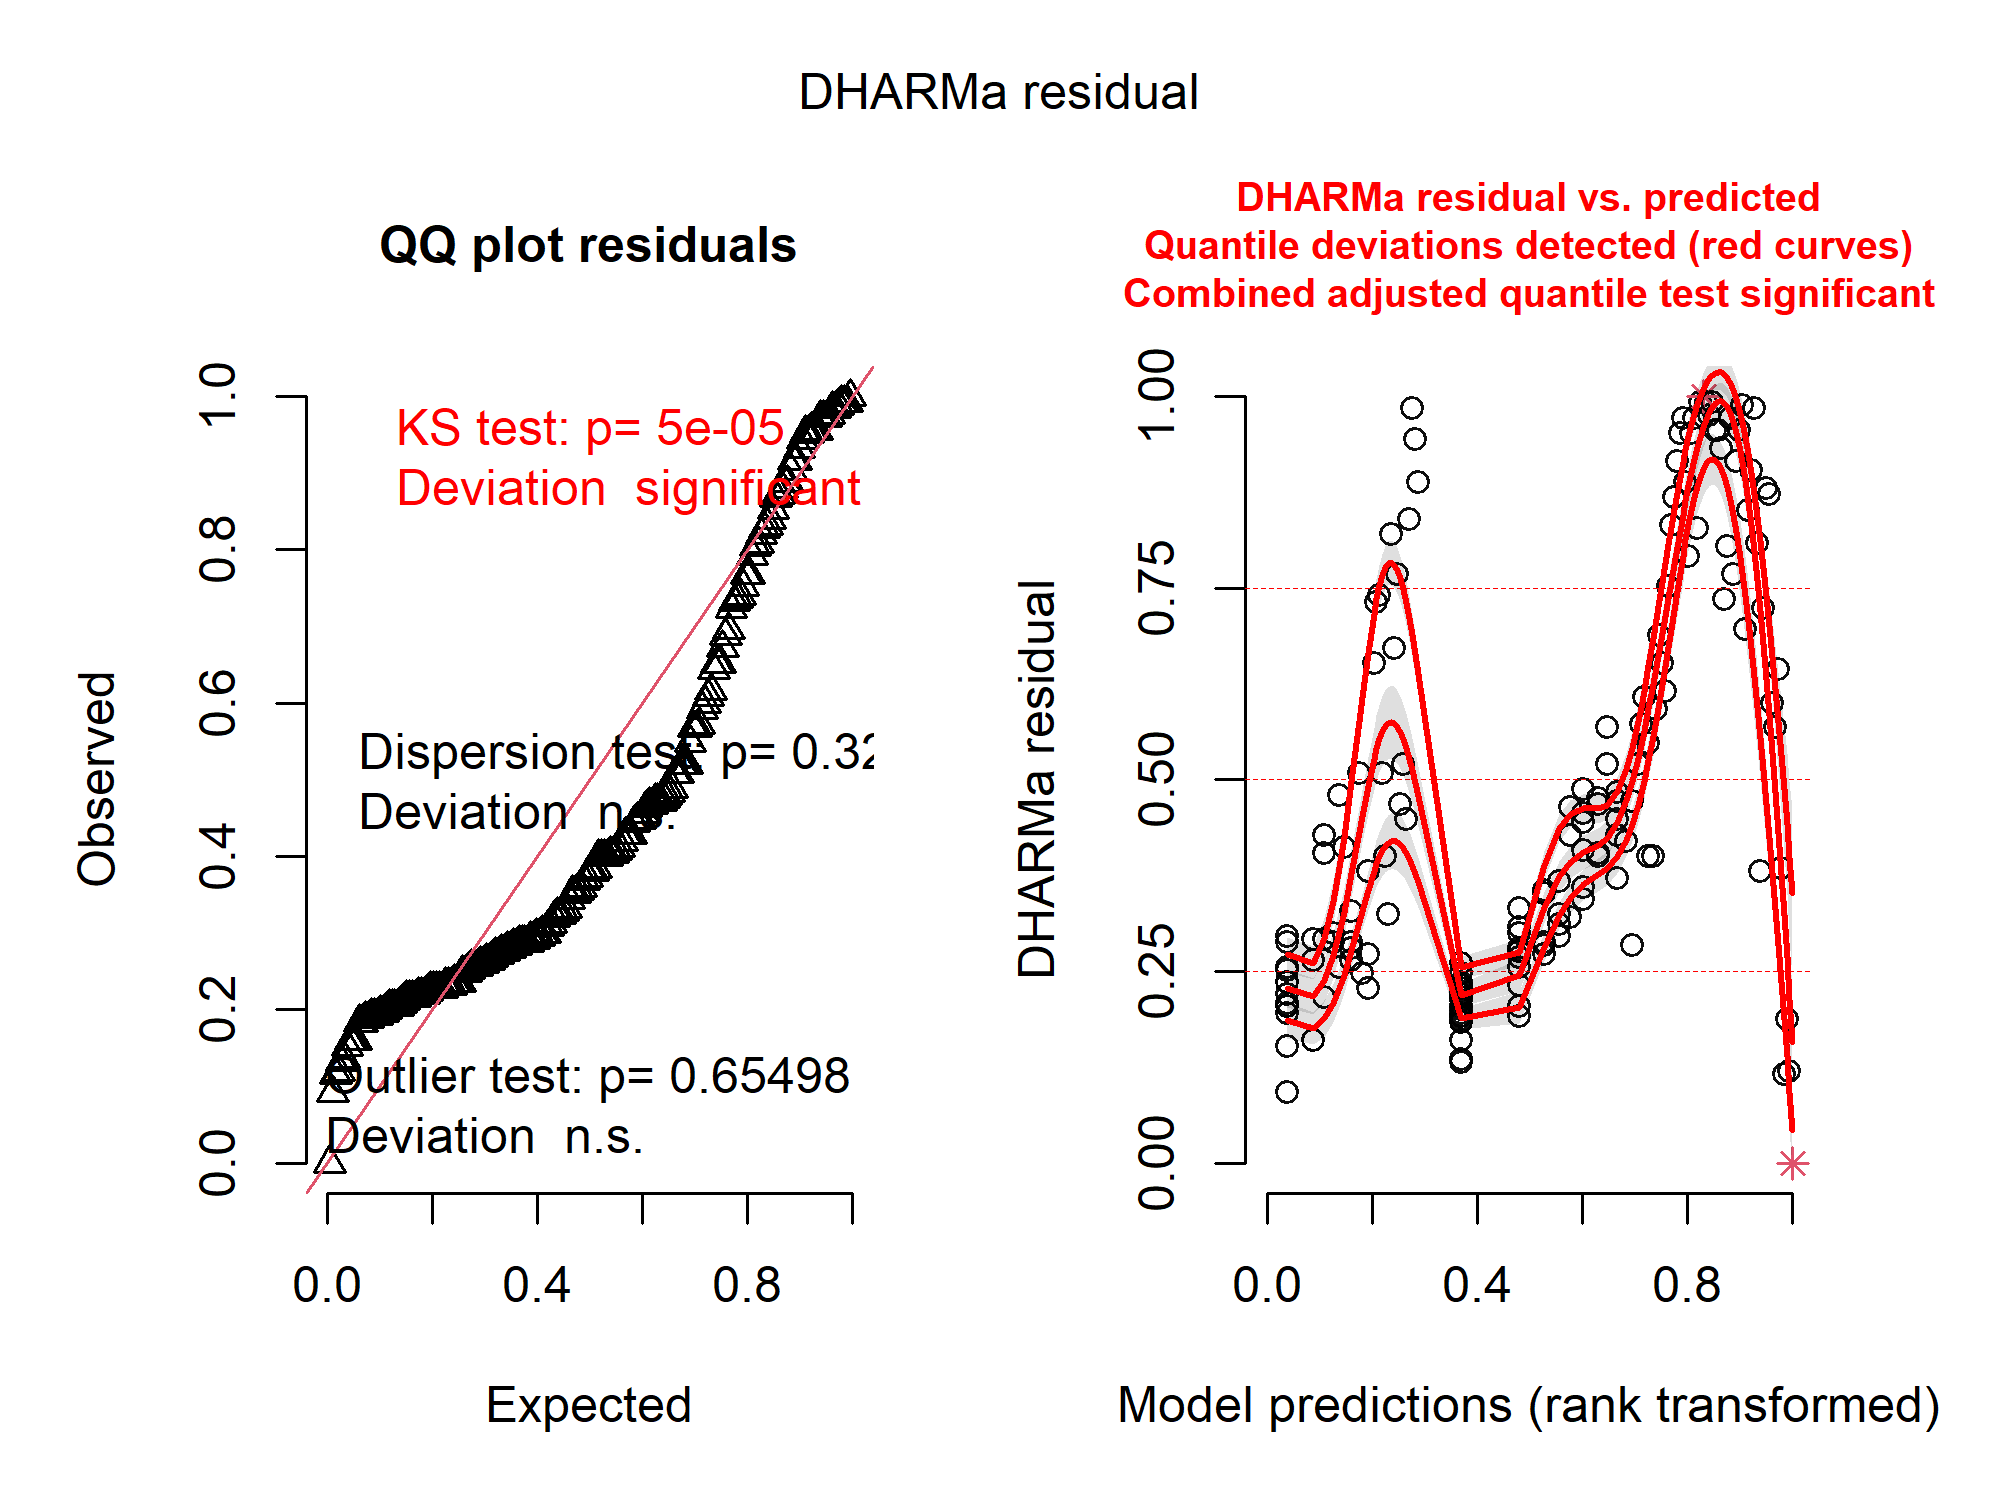 DHARMa residual
QQ plot residuals
KS test: p= 5e-05
Deviation  significant
Dispersion test: p= 0.32
Deviation  n.s.
Outlier test: p= 0.65498
Deviation  n.s.
Observed
0.0 0.2 0.4 0.6 0.8 1.0
0.0 0.4 0.8
Expected
DHARMa residual vs. predicted
Quantile deviations detected (red curves)
Combined adjusted quantile test significant
DHARMa residual
0.00 0.25 0.50 0.75 1.00
0.0 0.4 0.8
Model predictions (rank transformed)